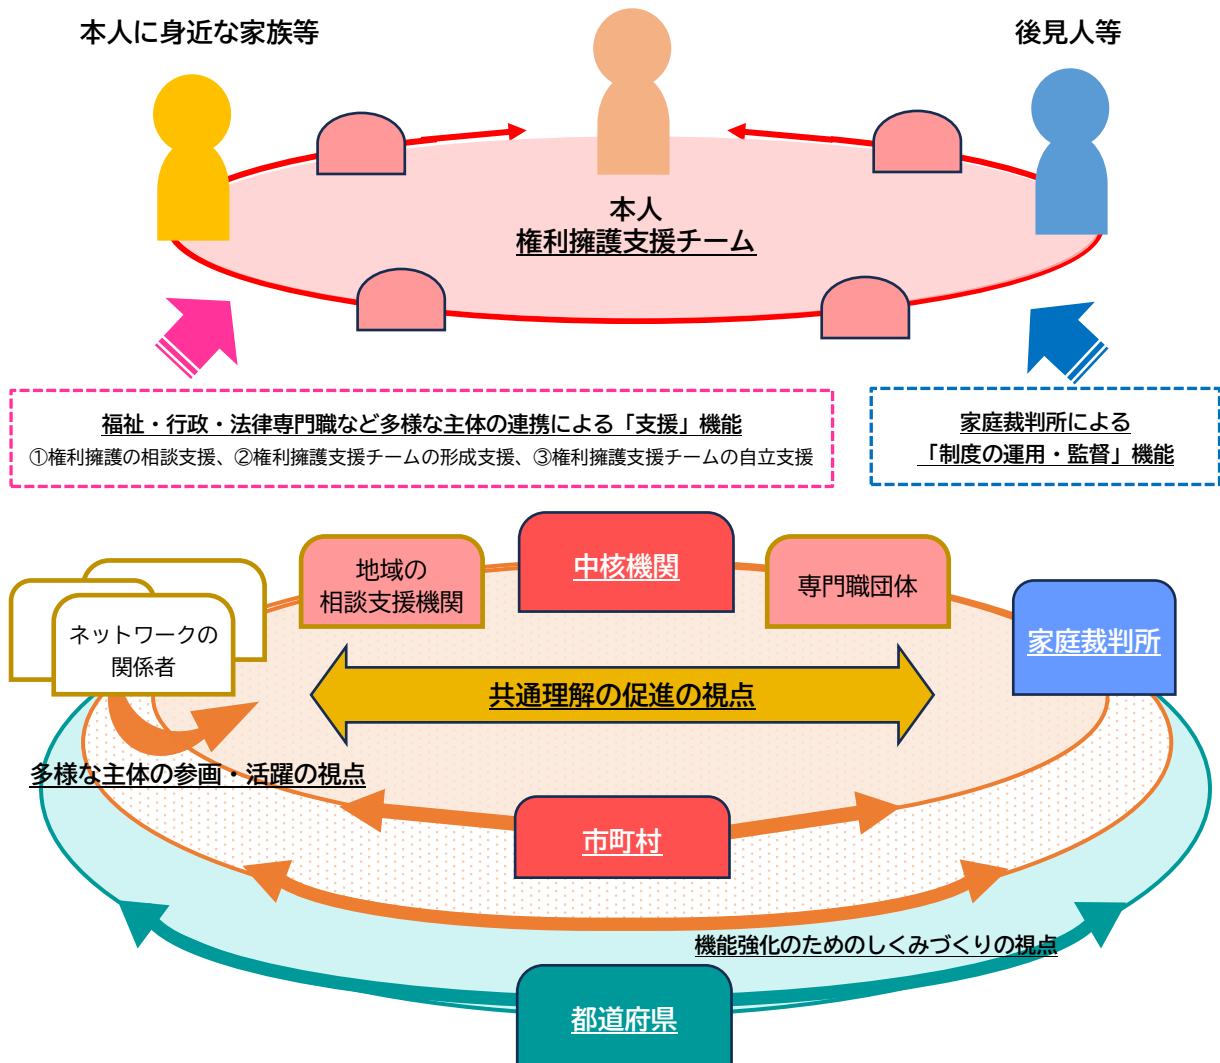 本人に身近な家族等
後見人等
本人
権利擁護支援チーム
福祉・行政・法律専門職など多様な主体の連携による「支援」機能
①権利擁護の相談支援、②権利擁護支援チームの形成支援、③権利擁護支援チームの自立支援
家庭裁判所による
「制度の運用・監督」機能
中核機関
地域の
相談支援機関
専門職団体
ネットワークの
関係者
家庭裁判所
共通理解の促進の視点
多様な主体の参画・活躍の視点
市町村
機能強化のためのしくみづくりの視点
都道府県